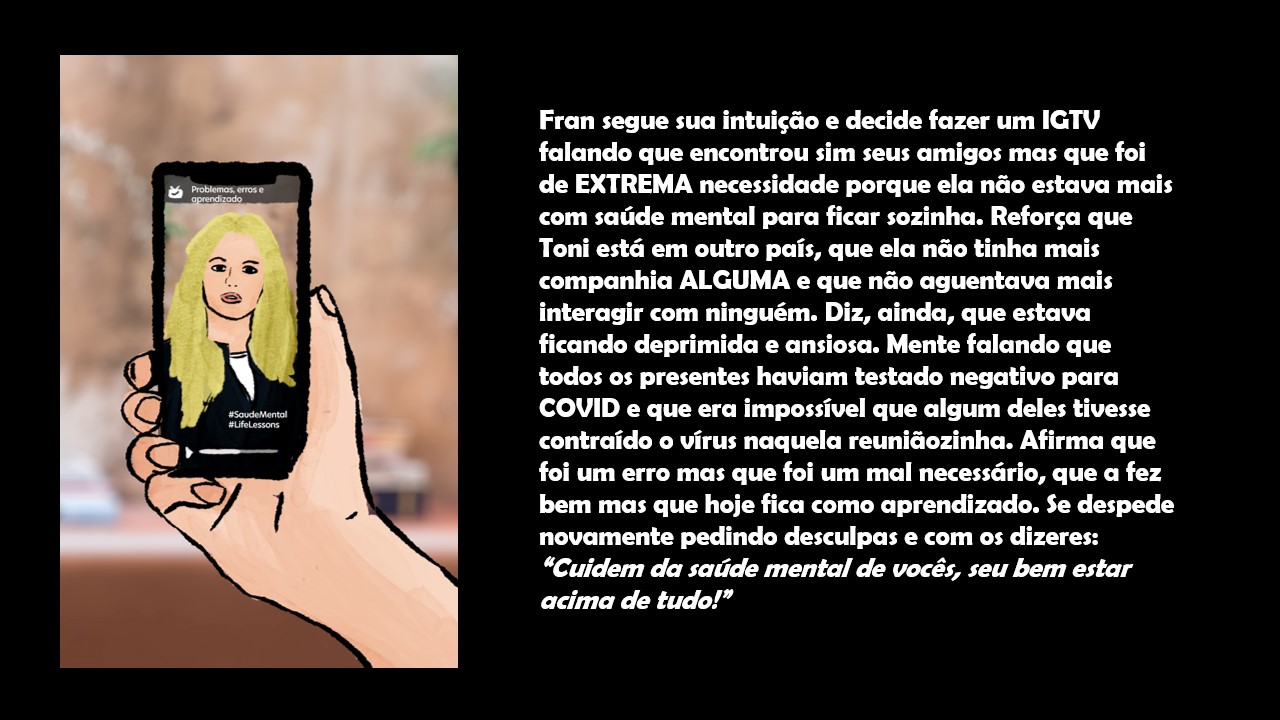 Problemas, erros e
aprendizado
#SaudeMental
#LifeLessons
Fran segue sua intuição e decide fazer um IGTV
falando que encontrou sim seus amigos mas que foi
de EXTREMA necessidade porque ela não estava mais
com saúde mental para ficar sozinha. Reforça que
Toni está em outro país, que ela não tinha mais
companhia ALGUMA e que não aguentava mais
interagir com ninguém. Diz, ainda, que estava
ficando deprimida e ansiosa. Mente falando que
todos os presentes haviam testado negativo para
COVID e que era impossível que algum deles tivesse
contraído o vírus naquela reuniãozinha. Afirma que
foi um erro mas que foi um mal necessário, que a fez
bem mas que hoje fica como aprendizado. Se despede
novamente pedindo desculpas e com os dizeres:
“Cuidem da saúde mental de vocês, seu bem estar
acima de tudo!”